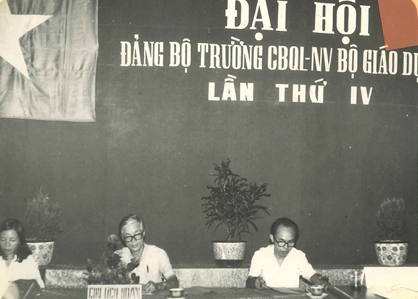 ĐẠI HỘI
ĐẢNG BỘ TRƯỜNG CBQL-NV BỘ GIÁO DỤ
LẦN THỨ IV